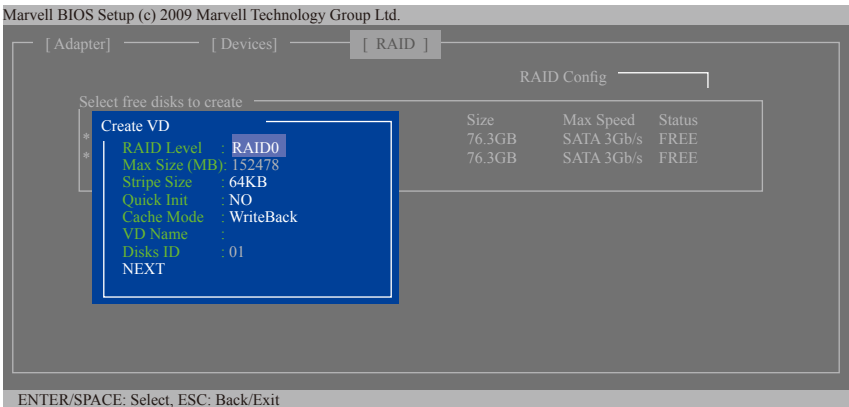 Marvell BIOS Setup (c) 2009 Marvell Technology Group Ltd.
[ Adapter] [ Devices] [ RAID ]
RAID Config
Select free disks to create
Size Max Speed Status
* 76.3GB SATA 3Gb/s FREE
* 76.3GB SATA 3Gb/s FREE
Create VD
RAID Level : RAID0
Max Size (MB): 152478
Stripe Size : 64KB
Quick Init : NO
Cache Mode : WriteBack
VD Name :
Disks ID : 01
NEXT
ENTER/SPACE: Select, ESC: Back/Exit